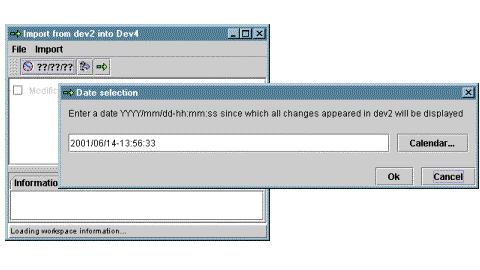 Import from dev2 into Dev4
File Import
??/??/??
Modific
Date selection
Enter a date YYYY/mm/dd-hh:mm:ss since which all changes appeared in dev2 will be displayed
2001/06/14-13:56:33
Calendar...
Ok Cancel
Informatio
Loading workspace information...